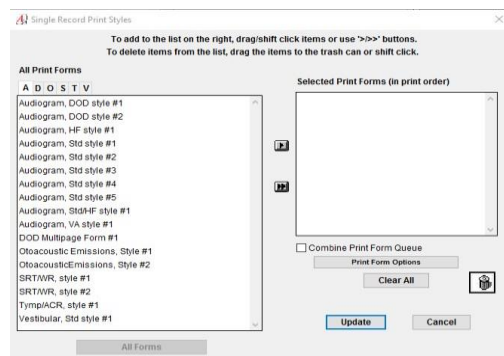 Single Record Print Styles
To add to the list on the right, drag/shift click items or use '>/>>' buttons.
To delete items from the list, drag the items to the trash can or shift click.
All Print Forms
A D O S T V
Audiogram, DOD style #1
Audiogram, DOD style #2
Audiogram, HF style #1
Audiogram, Std style #1
Audiogram, Std style #2
Audiogram, Std style #3
Audiogram, Std style #4
Audiogram, Std style #5
Audiogram, Std/HF style #1
Audiogram, VA style #1
DOD Multipage Form #1
Otoacoustic Emissions, Style #1
OtoacousticEmissions, Style #2
SRT/WR, style #1
SRT/WR, style #2
Tymp/ACR, style #1
Vestibular, Std style #1
All Forms
Selected Print Forms (in print order)
Combine Print Form Queue
Print Form Options
Clear All
Update
Cancel